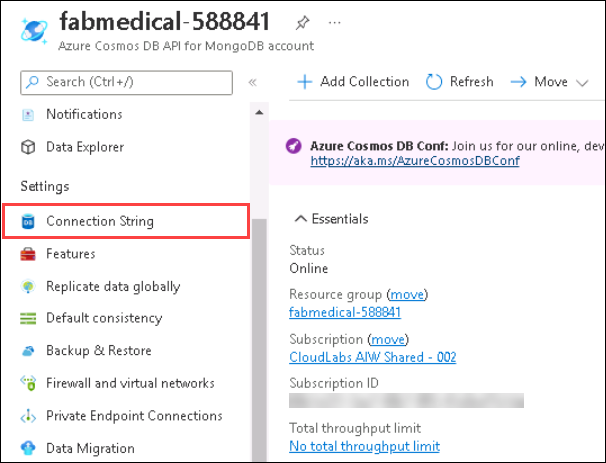 fabmedical-588841
Azure Cosmos DB API for MongoDB account
Search (Ctrl+/)
Add Collection
Refresh
Move
Notifications
Data Explorer
Settings
DB
Connection String
Features
Replicate data globally
Default consistency
Backup & Restore
Firewall and virtual networks
Private Endpoint Connections
Data Migration
Azure Cosmos DB Conf: Join us for our online, dev
https://aka.ms/AzureCosmosDBConf
Essentials
Status
Online
Resource group (move)
fabmedical-588841
Subscription (move)
CloudLabs AIW Shared - 002
Subscription ID
Total throughput limit
No total throughput limit